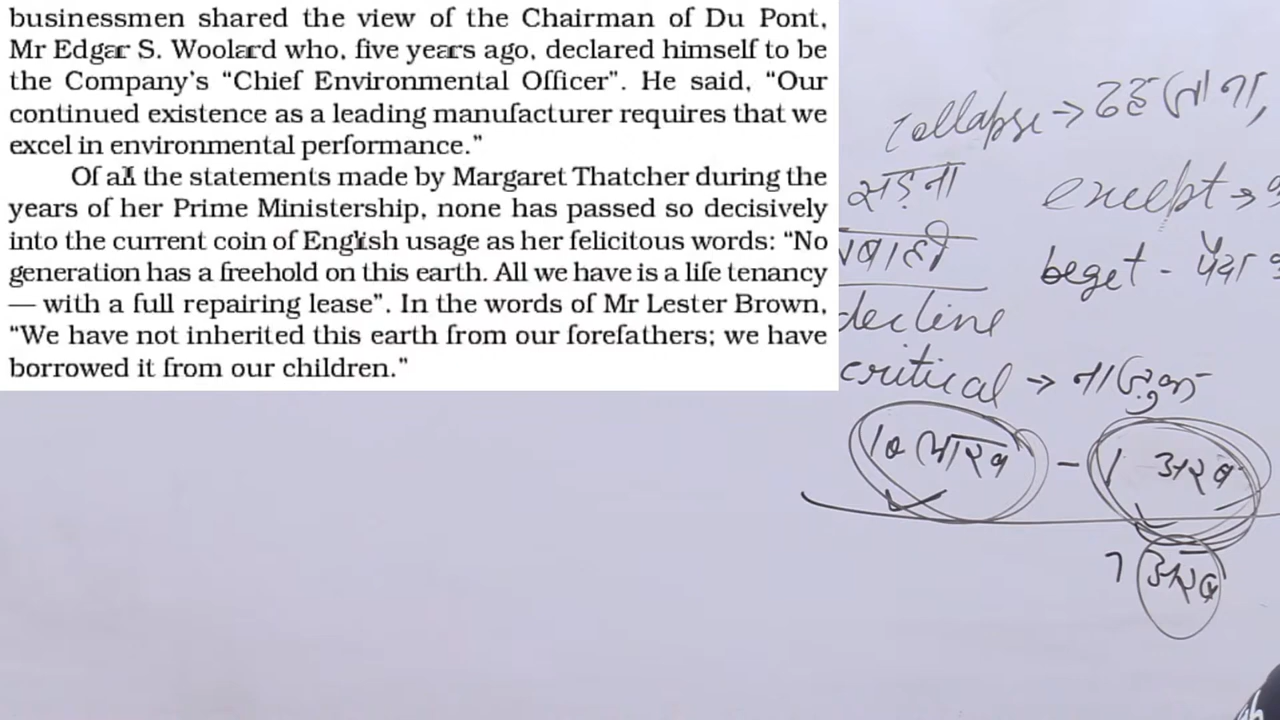 businessmen shared the view of the Chairman of Du Pont,
Mr Edgar S. Woolard who, five years ago, declared himself to be
the Company's “Chief Environmental Officer”. He said, “Our
continued existence as a leading manufacturer requires that we
excel in environmental performance.”
Of all the statements made by Margaret Thatcher during the
years of her Prime Ministership, none has passed so decisively
into the current coin of English usage as her felicitous words: “No
generation has a freehold on this earth. All we have is a life tenancy
— with a full repairing lease”. In the words of Mr Lester Brown,
“We have not inherited this earth from our forefathers; we have
borrowed it from our children.”
collapse →
सड़ना
except →
beget -
decline
critical →
- 1 अरब
7 अरब